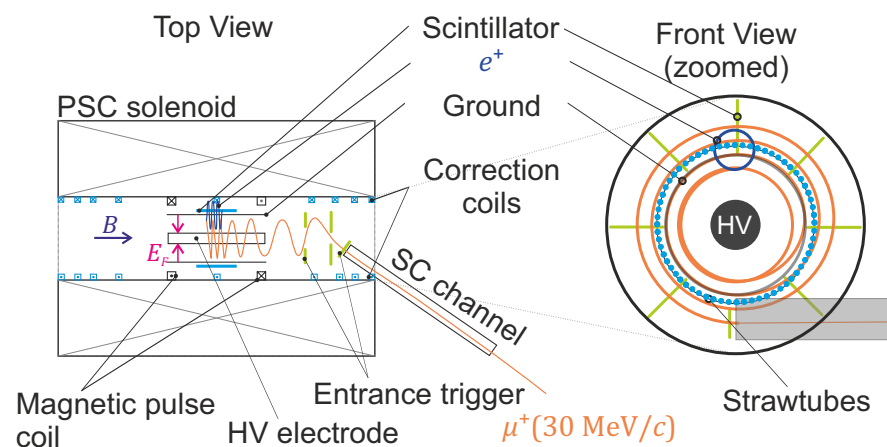 Top View
Scintillator
e⁺
Ground
Front View
(zoomed)
PSC solenoid
Correction
coils
B
E_F
HV
SC channel
Magnetic pulse
coil
HV electrode
Entrance trigger
μ⁺(30 MeV/c)
Strawtubes